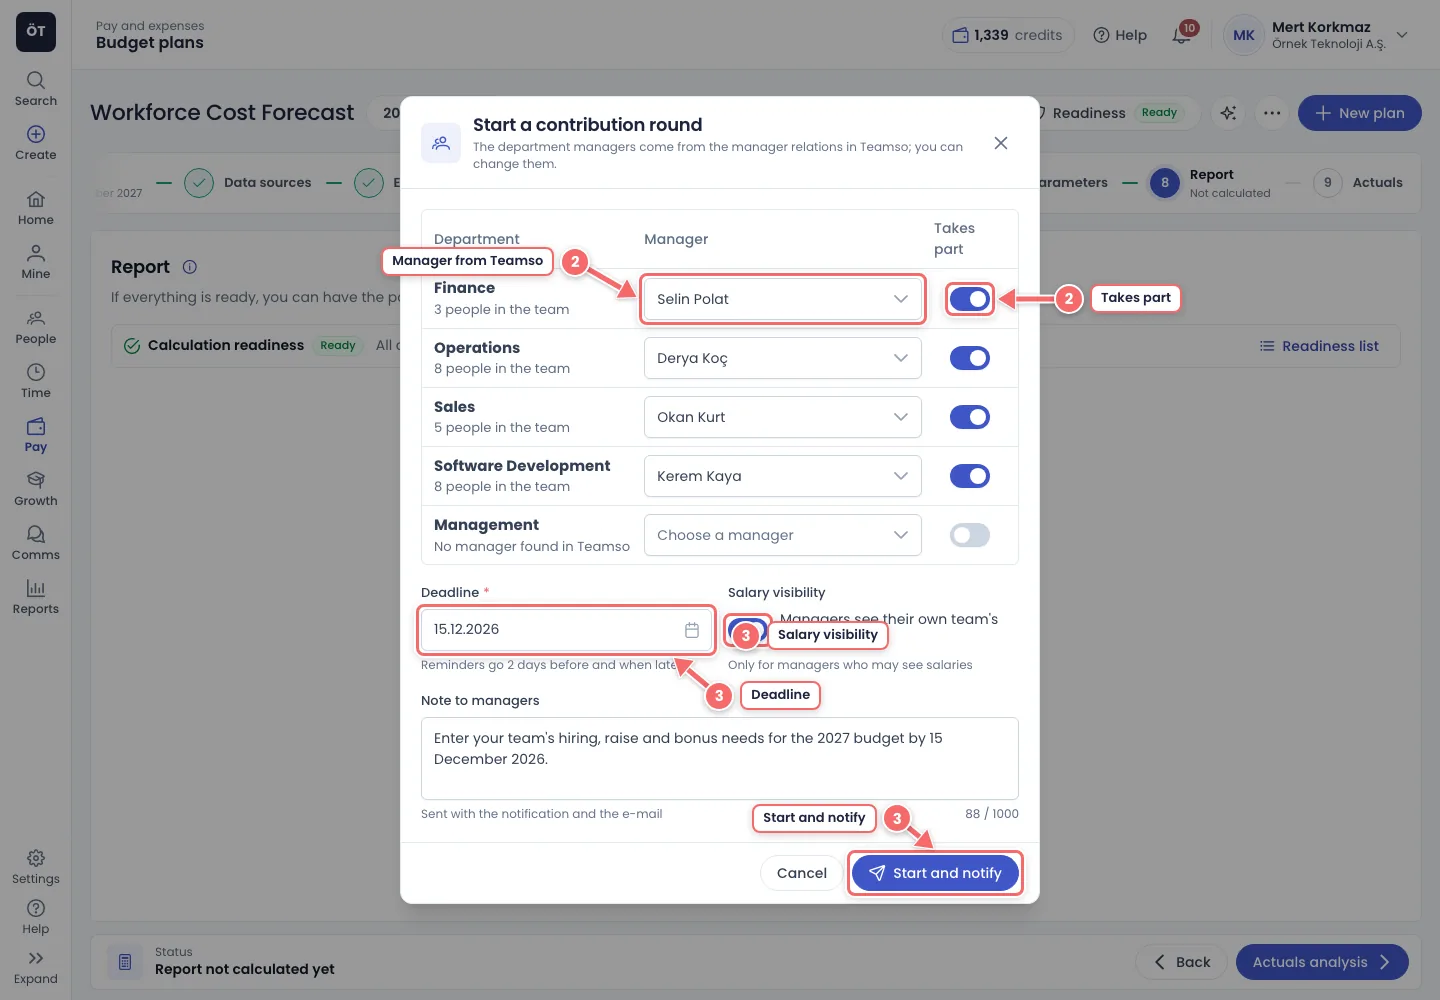 ÖT
Pay and expenses
Budget plans
1,339 credits
Help
10
MK
Mert Korkmaz
Örnek Teknoloji A.Ş.
Search
Create
Home
Mine
People
Time
Pay
Growth
Comms
Reports
Settings
Help
Expand
Workforce Cost Forecast
20
Readiness
Ready
New plan
ber 2027
Data sources
E
arameters
8
Report
Not calculated
9
Actuals
Report
If everything is ready, you can have the po
Calculation readiness
Ready
All c
Readiness list
Start a contribution round
The department managers come from the manager relations in Teamso; you can
change them.
Department
Manager
Takes
part
Manager from Teamso
2
Finance
3 people in the team
Selin Polat
2
Takes part
Operations
8 people in the team
Derya Koç
Sales
5 people in the team
Okan Kurt
Software Development
8 people in the team
Kerem Kaya
Management
No manager found in Teamso
Choose a manager
Deadline *
Salary visibility
15.12.2026
Managers see their own team's
3
Salary visibility
Reminders go 2 days before and when late
Only for managers who may see salaries
3
Deadline
Note to managers
Enter your team's hiring, raise and bonus needs for the 2027 budget by 15
December 2026.
Sent with the notification and the e-mail
Start and notify
3
88 / 1000
Cancel
Start and notify
Status
Report not calculated yet
Back
Actuals analysis